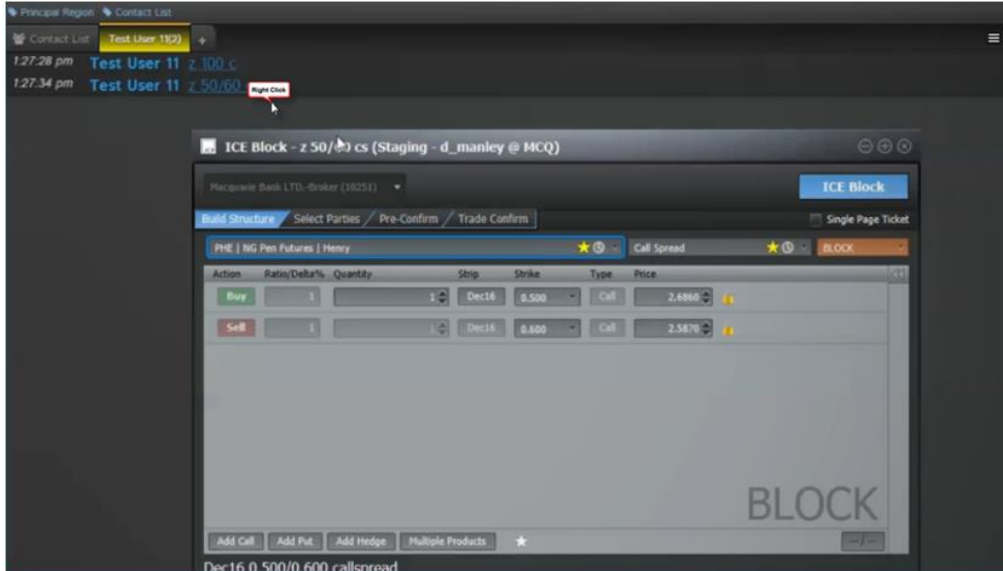 Principal Region Contact List
Contact List Test User 11(2) +
1:27:28 pm Test User 11 z 100 c
1:27:34 pm Test User 11 z 50/60
Right Click
ICE Block - z 50/60 cs (Staging - d_manley @ MCQ)
Macquarie Bank LTD.-Broker (18251) ICE Block
Build Structure Select Parties Pre-Confirm Trade Confirm Single Page Ticket
PHE | NG Pen Futures | Henry Call Spread BLOCK
Action Ratio/Delta% Quantity Strip Strike Type Price
Buy 1 1 Dec16 0.500 Call 2.6860
Sell 1 1 Dec16 0.600 Call 2.5870
BLOCK
Add Call Add Put Add Hedge Multiple Products --/--
Dec16 0.500/0.600 callspread